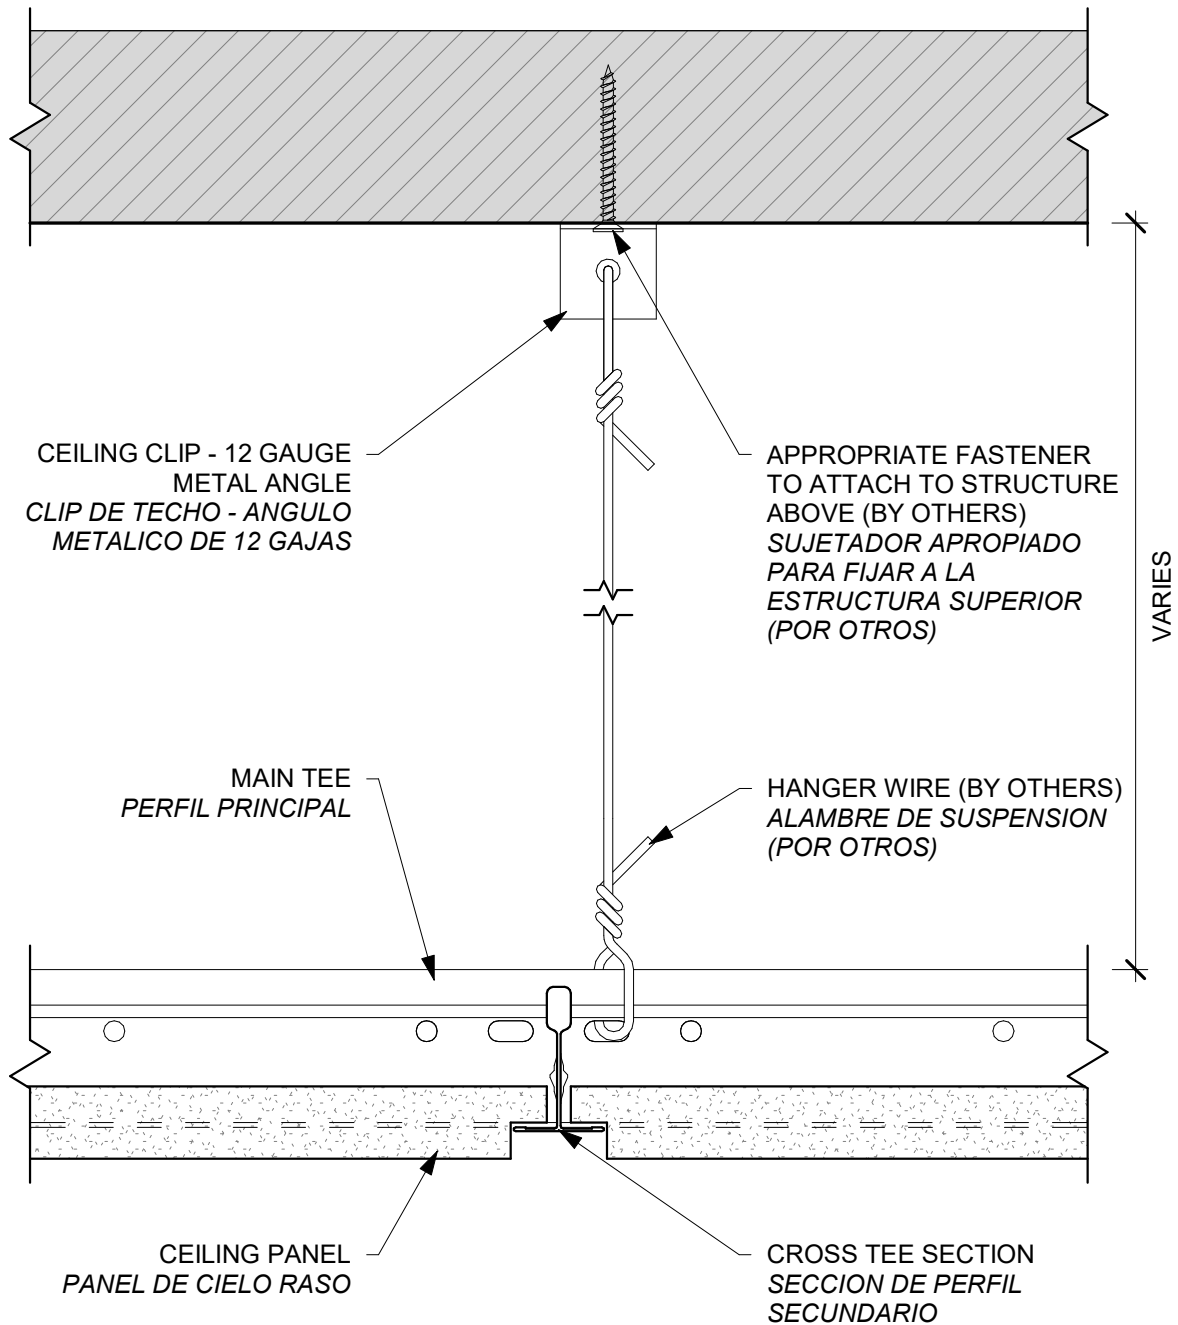 CEILING CLIP - 12 GAUGE
METAL ANGLE
CLIP DE TECHO - ANGULO
METALICO DE 12 GAJAS
APPROPRIATE FASTENER
TO ATTACH TO STRUCTURE
ABOVE (BY OTHERS)
SUJETADOR APROPIADO
PARA FIJAR A LA
ESTRUCTURA SUPERIOR
(POR OTROS)
VARIES
MAIN TEE
PERFIL PRINCIPAL
HANGER WIRE (BY OTHERS)
ALAMBRE DE SUSPENSION
(POR OTROS)
CEILING PANEL
PANEL DE CIELO RASO
CROSS TEE SECTION
SECCION DE PERFIL
SECUNDARIO